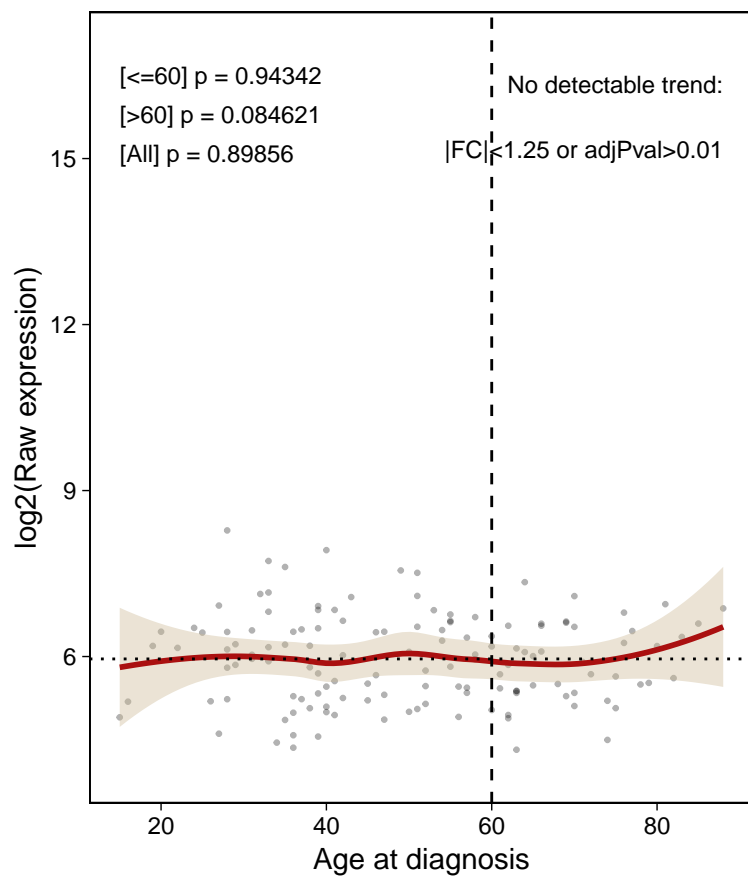 [<=60] p = 0.94342
[>60] p = 0.084621
[All] p = 0.89856
No detectable trend:
|FC|<1.25 or adjPval>0.01
log2(Raw expression)
15
12
9
6
20
40
60
80
Age at diagnosis